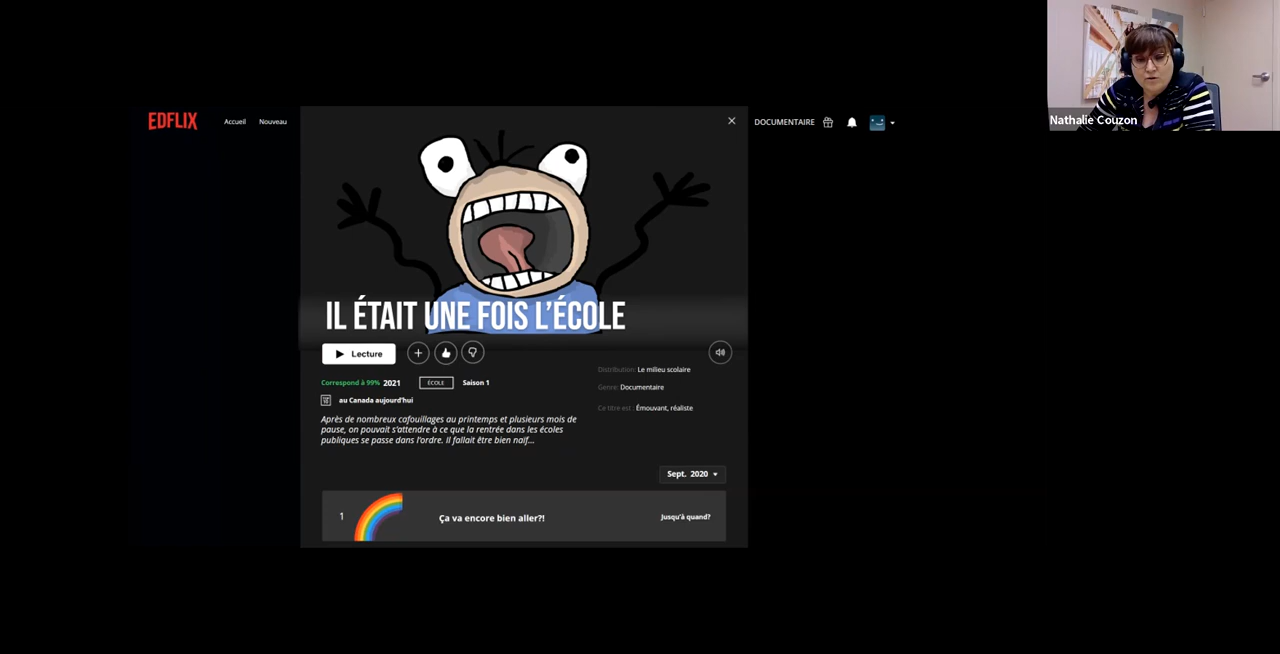 EDFLIX
Accueil
Nouveau
DOCUMENTAIRE
Nathalie Couzon
IL ÉTAIT UNE FOIS L'ÉCOLE
Lecture
Correspond à 99% 2021 ÉCOLE Saison 1
au Canada aujourd'hui
Après de nombreux cafouillages au printemps et plusieurs mois de
pause, on pouvait s'attendre à ce que la rentrée dans les écoles
publiques se passe dans l'ordre. Il fallait être bien naïf...
Distribution: Le milieu scolaire
Genre: Documentaire
Ce titre est : Émouvant, réaliste
Sept. 2020
1 Ça va encore bien aller?! Jusqu'à quand?